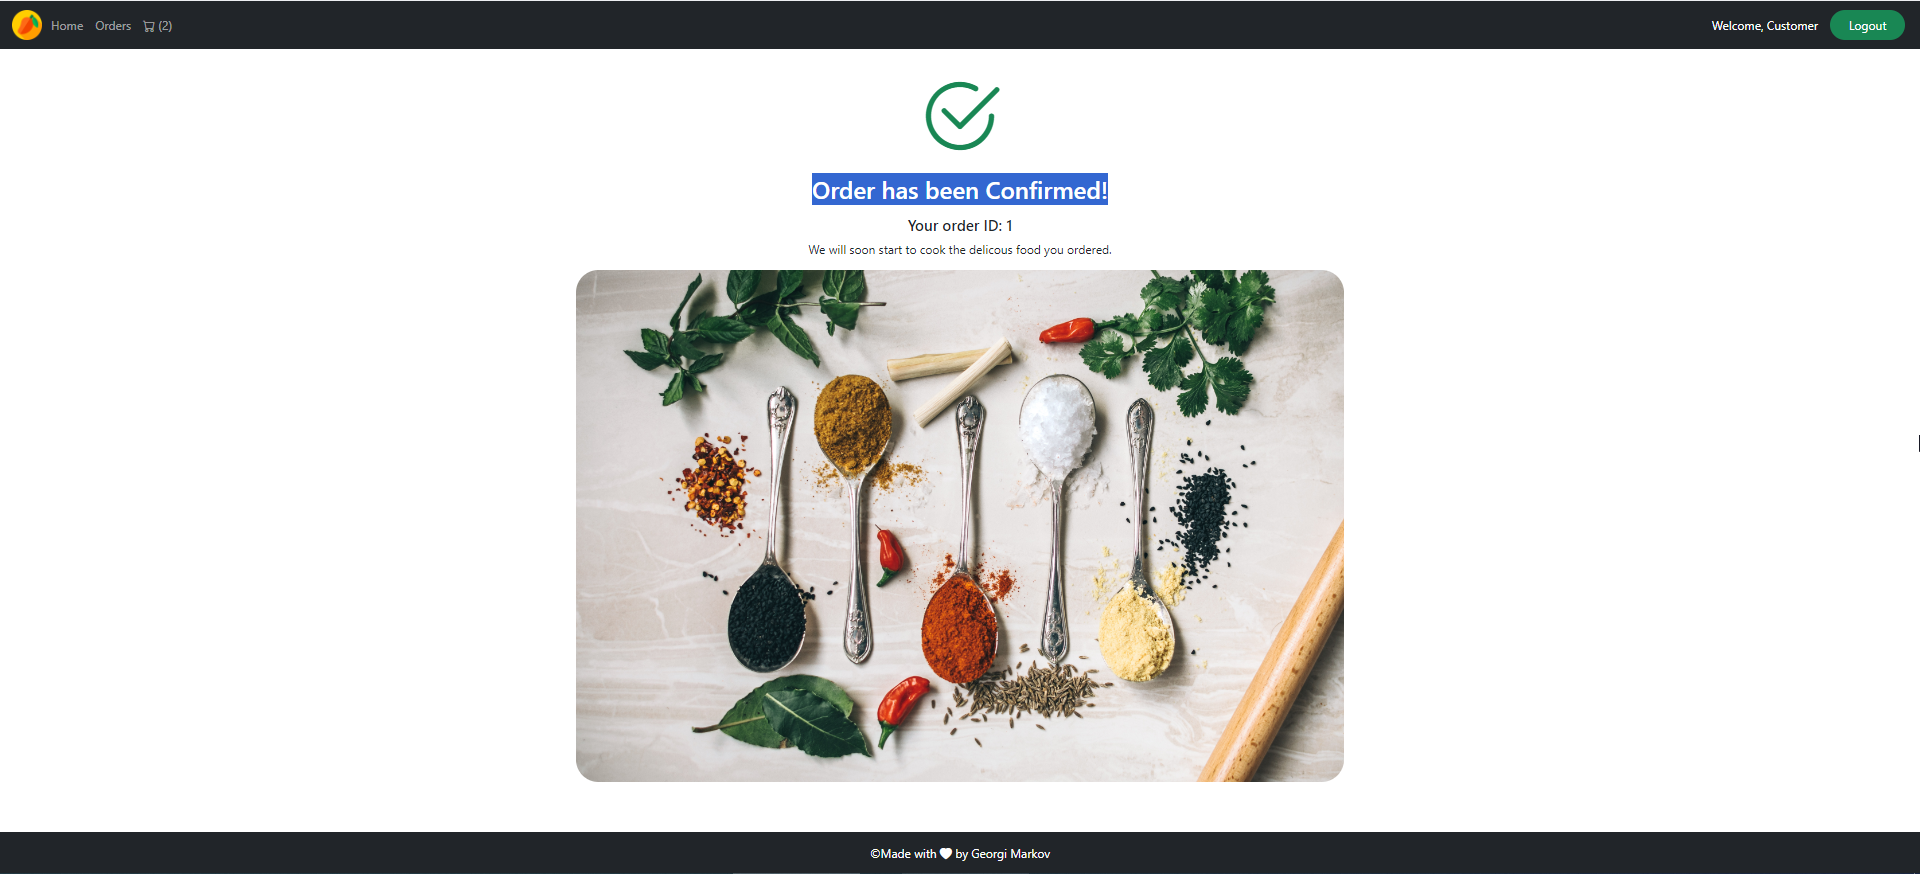 Home Orders (2) Welcome, Customer Logout
Order has been Confirmed!
Your order ID: 1
We will soon start to cook the delicous food you ordered.
©Made with by Georgi Markov